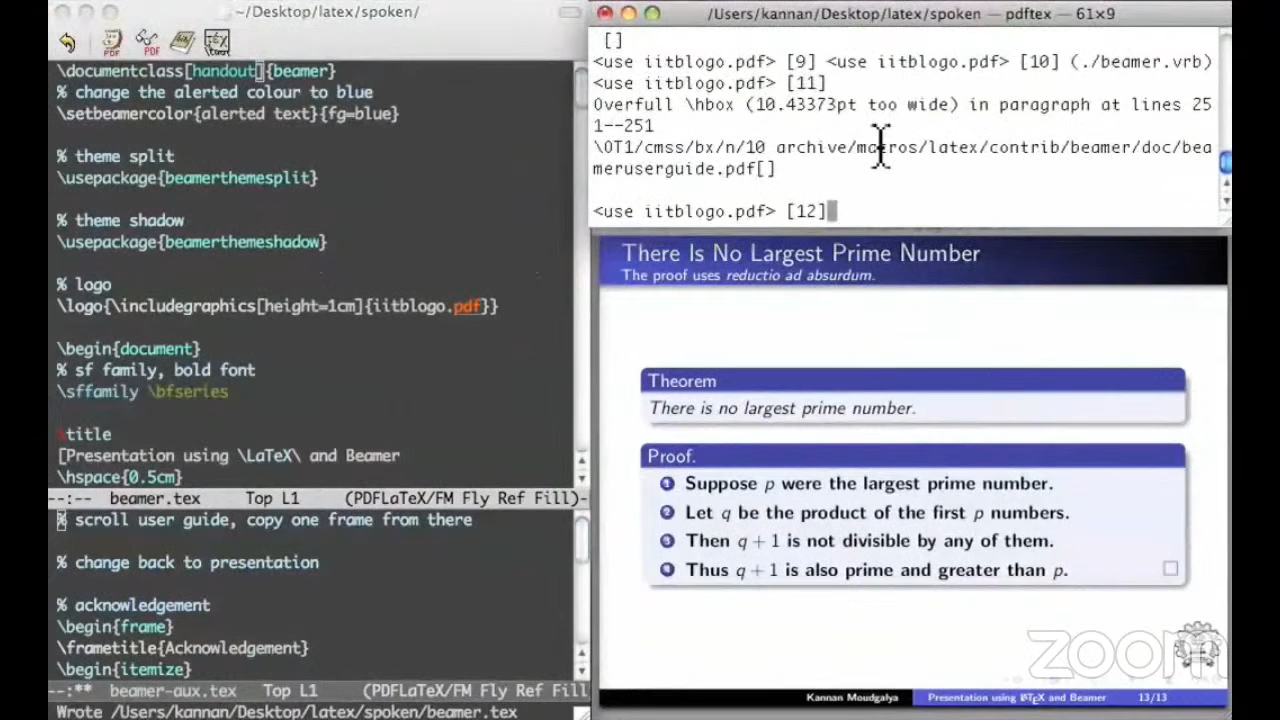 ~/Desktop/latex/spoken/
\documentclass[handout]{beamer}
% change the alerted colour to blue
\setbeamercolor{alerted text}{fg=blue}
% theme split
\usepackage{beamerthemesplit}
% theme shadow
\usepackage{beamerthemeshadow}
% logo
\logo{\includegraphics[height=1cm]{iitblogo.pdf}}
\begin{document}
% sf family, bold font
\sffamily \bfseries
\title
[Presentation using \LaTeX\ and Beamer
\hspace{0.5cm}
--:-- beamer.tex Top L1 (PDFLaTeX/FM Fly Ref Fill)-
% scroll user guide, copy one frame from there
% change back to presentation
% acknowledgement
\begin{frame}
\frametitle{Acknowledgement}
\begin{itemize}
--:** beamer-aux.tex Top L1 (PDFLaTeX/FM Fly Ref Fill
Wrote /Users/kannan/Desktop/latex/spoken/beamer.tex
/Users/kannan/Desktop/latex/spoken — pdftex — 61×9
[]
<use iitblogo.pdf> [9] <use iitblogo.pdf> [10] (./beamer.vrb)
<use iitblogo.pdf> [11]
Overfull \hbox (10.43373pt too wide) in paragraph at lines 25
1--251
\OT1/cmss/bx/n/10 archive/macros/latex/contrib/beamer/doc/bea
meruserguide.pdf[]
<use iitblogo.pdf> [12]
There Is No Largest Prime Number
The proof uses reductio ad absurdum.
Theorem
There is no largest prime number.
Proof.
1 Suppose p were the largest prime number.
2 Let q be the product of the first p numbers.
3 Then q + 1 is not divisible by any of them.
4 Thus q + 1 is also prime and greater than p.
zoom
Kannan Moudgalya Presentation using LaTeX and Beamer 13/13